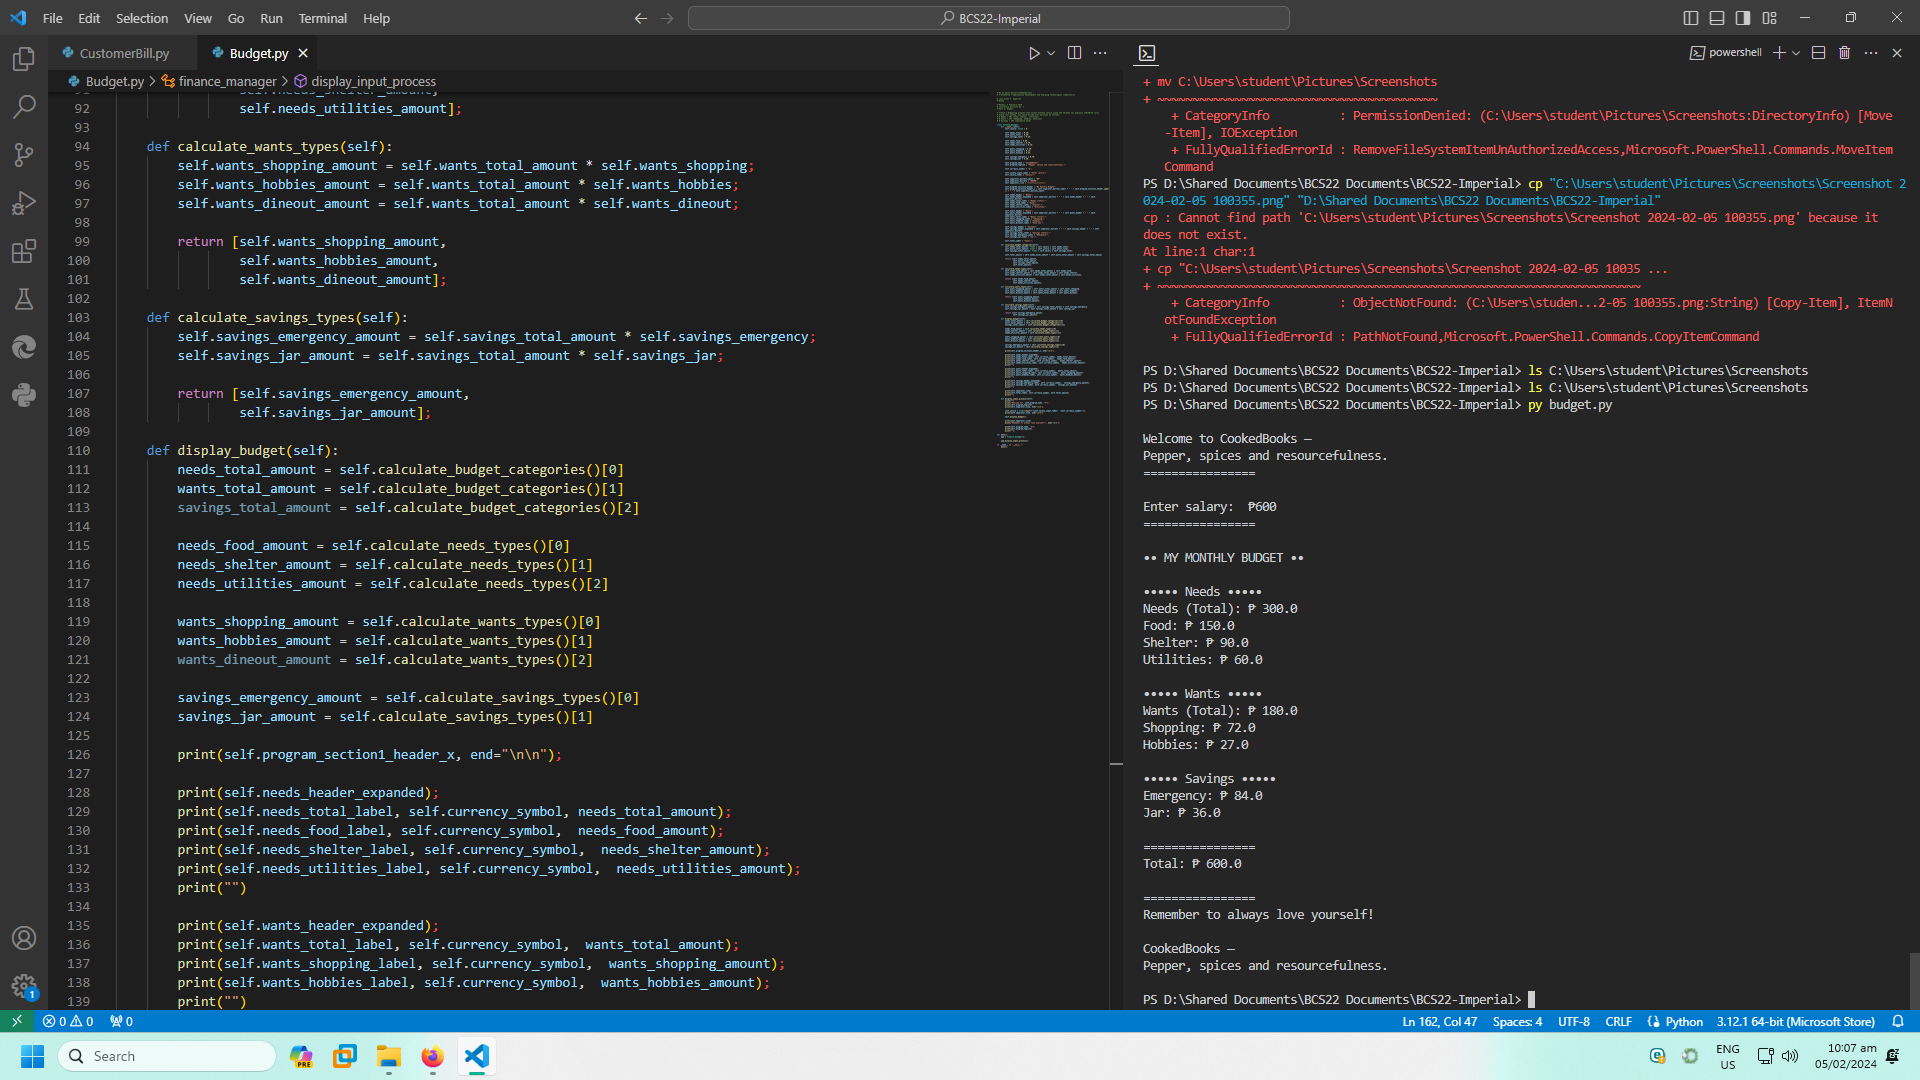 File Edit Selection View Go Run Terminal Help
BCS22-Imperial
CustomerBill.py
Budget.py
Budget.py > finance_manager > display_input_process
92 self.needs_utilities_amount];
93
94 def calculate_wants_types(self):
95 self.wants_shopping_amount = self.wants_total_amount * self.wants_shopping;
96 self.wants_hobbies_amount = self.wants_total_amount * self.wants_hobbies;
97 self.wants_dineout_amount = self.wants_total_amount * self.wants_dineout;
98
99 return [self.wants_shopping_amount,
100 self.wants_hobbies_amount,
101 self.wants_dineout_amount];
102
103 def calculate_savings_types(self):
104 self.savings_emergency_amount = self.savings_total_amount * self.savings_emergency;
105 self.savings_jar_amount = self.savings_total_amount * self.savings_jar;
106
107 return [self.savings_emergency_amount,
108 self.savings_jar_amount];
109
110 def display_budget(self):
111 needs_total_amount = self.calculate_budget_categories()[0]
112 wants_total_amount = self.calculate_budget_categories()[1]
113 savings_total_amount = self.calculate_budget_categories()[2]
114
115 needs_food_amount = self.calculate_needs_types()[0]
116 needs_shelter_amount = self.calculate_needs_types()[1]
117 needs_utilities_amount = self.calculate_needs_types()[2]
118
119 wants_shopping_amount = self.calculate_wants_types()[0]
120 wants_hobbies_amount = self.calculate_wants_types()[1]
121 wants_dineout_amount = self.calculate_wants_types()[2]
122
123 savings_emergency_amount = self.calculate_savings_types()[0]
124 savings_jar_amount = self.calculate_savings_types()[1]
125
126 print(self.program_section1_header_x, end="\n\n");
127
128 print(self.needs_header_expanded);
129 print(self.needs_total_label, self.currency_symbol, needs_total_amount);
130 print(self.needs_food_label, self.currency_symbol,  needs_food_amount);
131 print(self.needs_shelter_label, self.currency_symbol,  needs_shelter_amount);
132 print(self.needs_utilities_label, self.currency_symbol,  needs_utilities_amount);
133 print("")
134
135 print(self.wants_header_expanded);
136 print(self.wants_total_label, self.currency_symbol,  wants_total_amount);
137 print(self.wants_shopping_label, self.currency_symbol,  wants_shopping_amount);
138 print(self.wants_hobbies_label, self.currency_symbol,  wants_hobbies_amount);
139 print("")
powershell
+ mv C:\Users\student\Pictures\Screenshots
+ ~~~~~~~~~~~~~~~~~~~~~~~~~~~~~~~~~~~~~~~~
+ CategoryInfo          : PermissionDenied: (C:\Users\student\Pictures\Screenshots:DirectoryInfo) [Move
-Item], IOException
+ FullyQualifiedErrorId : RemoveFileSystemItemUnAuthorizedAccess,Microsoft.PowerShell.Commands.MoveItem
Command
PS D:\Shared Documents\BCS22 Documents\BCS22-Imperial> cp "C:\Users\student\Pictures\Screenshots\Screenshot 2
024-02-05 100355.png" "D:\Shared Documents\BCS22 Documents\BCS22-Imperial"
cp : Cannot find path 'C:\Users\student\Pictures\Screenshots\Screenshot 2024-02-05 100355.png' because it
does not exist.
At line:1 char:1
+ cp "C:\Users\student\Pictures\Screenshots\Screenshot 2024-02-05 10035 ...
+ ~~~~~~~~~~~~~~~~~~~~~~~~~~~~~~~~~~~~~~~~~~~~~~~~~~~~~~~~~~~~~~~~~~~~~
+ CategoryInfo          : ObjectNotFound: (C:\Users\studen...2-05 100355.png:String) [Copy-Item], ItemN
otFoundException
+ FullyQualifiedErrorId : PathNotFound,Microsoft.PowerShell.Commands.CopyItemCommand
PS D:\Shared Documents\BCS22 Documents\BCS22-Imperial> ls C:\Users\student\Pictures\Screenshots
PS D:\Shared Documents\BCS22 Documents\BCS22-Imperial> ls C:\Users\student\Pictures\Screenshots
PS D:\Shared Documents\BCS22 Documents\BCS22-Imperial> py budget.py
Welcome to CookedBooks —
Pepper, spices and resourcefulness.
================
Enter salary:  ₱600
================
•• MY MONTHLY BUDGET ••
••••• Needs •••••
Needs (Total): ₱ 300.0
Food: ₱ 150.0
Shelter: ₱ 90.0
Utilities: ₱ 60.0
••••• Wants •••••
Wants (Total): ₱ 180.0
Shopping: ₱ 72.0
Hobbies: ₱ 27.0
••••• Savings •••••
Emergency: ₱ 84.0
Jar: ₱ 36.0
================
Total: ₱ 600.0
================
Remember to always love yourself!
CookedBooks —
Pepper, spices and resourcefulness.
PS D:\Shared Documents\BCS22 Documents\BCS22-Imperial>
1
0 0 0
Ln 162, Col 47 Spaces: 4 UTF-8 CRLF Python 3.12.1 64-bit (Microsoft Store)
Search
PRE
ENG
US
10:07 am
05/02/2024